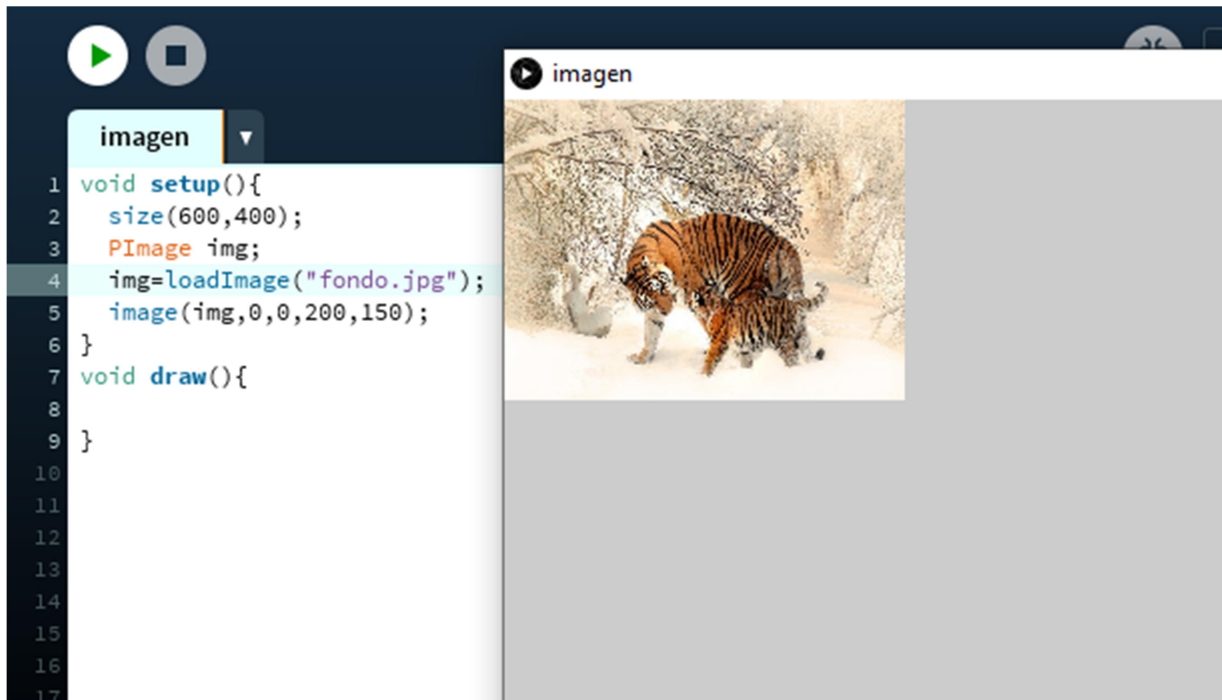 imagen
imagen
1 void setup(){
2 size(600,400);
3 PImage img;
4 img=loadImage("fondo.jpg");
5 image(img,0,0,200,150);
6 }
7 void draw(){
8
9 }
10
11
12
13
14
15
16
17